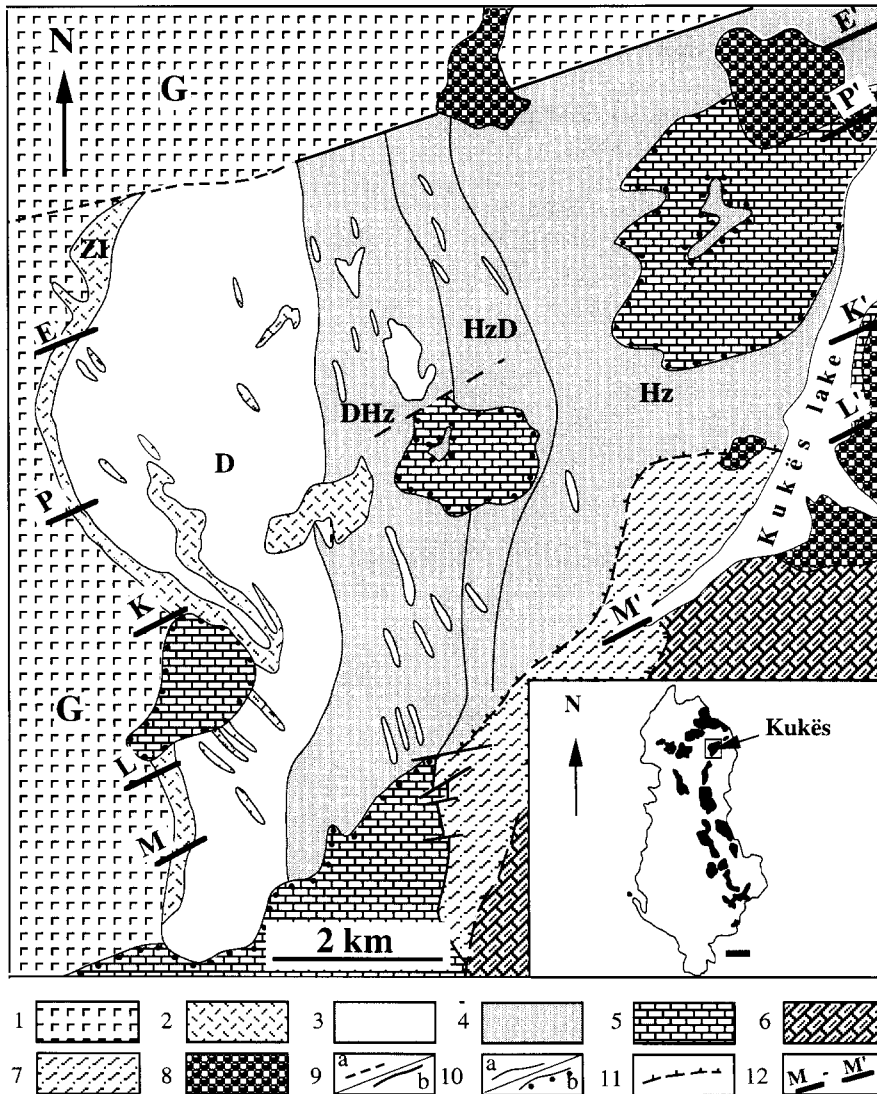 N
E'
G
P'
ZI
K'
E
HzD
Hz
L'
DHz
Kukës lake
D
P
K
M'
G
N
Kukës
L
M
2 km
1 2 3 4 5 6
7 8 9 a b 10 a b 11 12 M M'